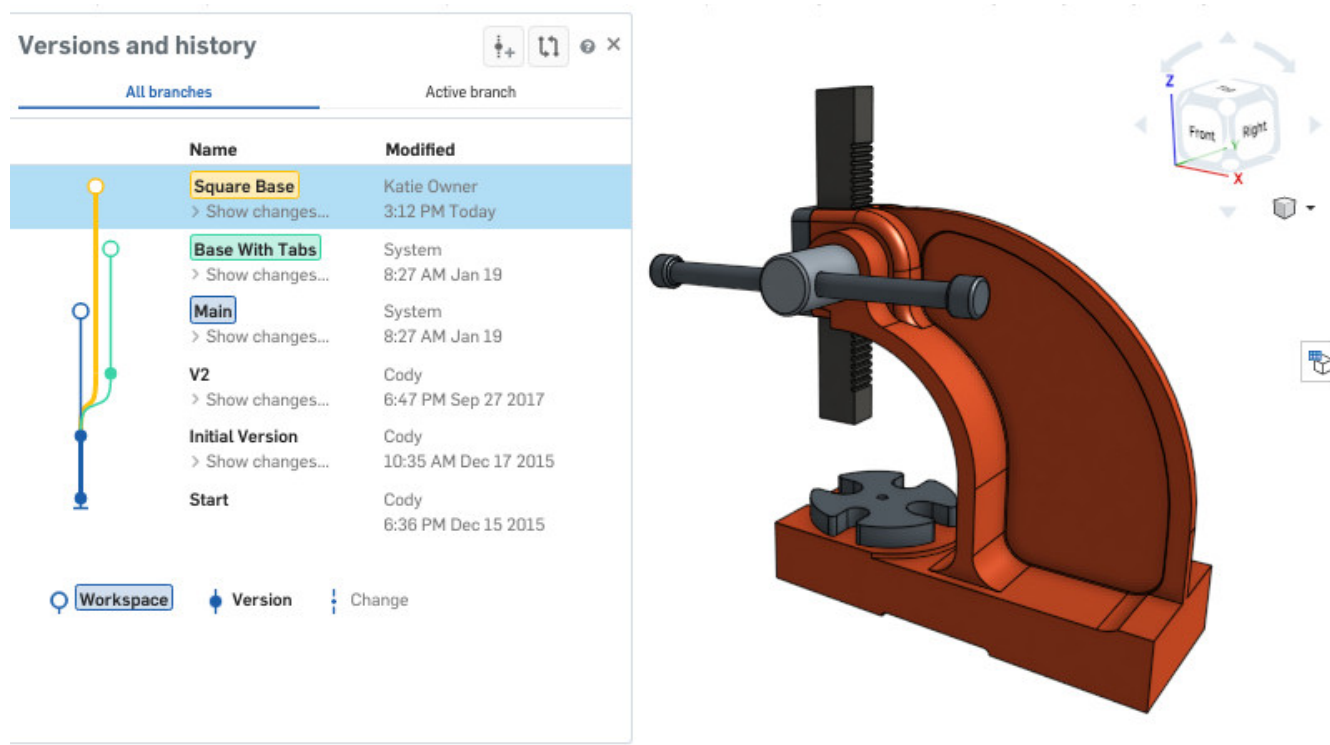 Versions and history
All branches Active branch
Name Modified
Square Base Katie Owner
> Show changes... 3:12 PM Today
Base With Tabs System
> Show changes... 8:27 AM Jan 19
Main System
> Show changes... 8:27 AM Jan 19
V2 Cody
> Show changes... 6:47 PM Sep 27 2017
Initial Version Cody
> Show changes... 10:35 AM Dec 17 2015
Start Cody
6:36 PM Dec 15 2015
Workspace Version Change
Z
Top
Front Right
Y
X